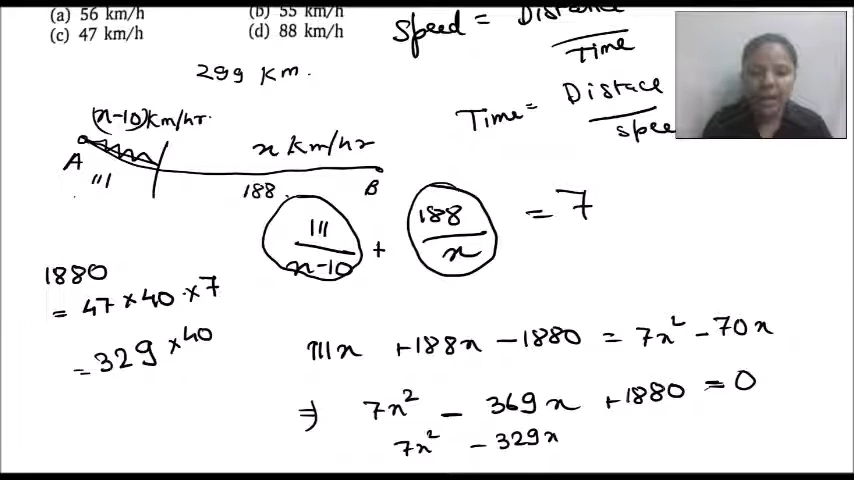 (a) 56 km/h (b) 55 km/h
(c) 47 km/h (d) 88 km/h
Speed = Distance / Time
299 Km.
Time = Distace / spee
(x-10)Km/hr.
x Km/hr
A 111 188 B
111 / x-10 + 188 / x = 7
1880
= 47 × 40 × 7
= 329 × 40
111x + 188x - 1880 = 7x² - 70x
⇒ 7x² - 369x + 1880 = 0
7x² - 329x